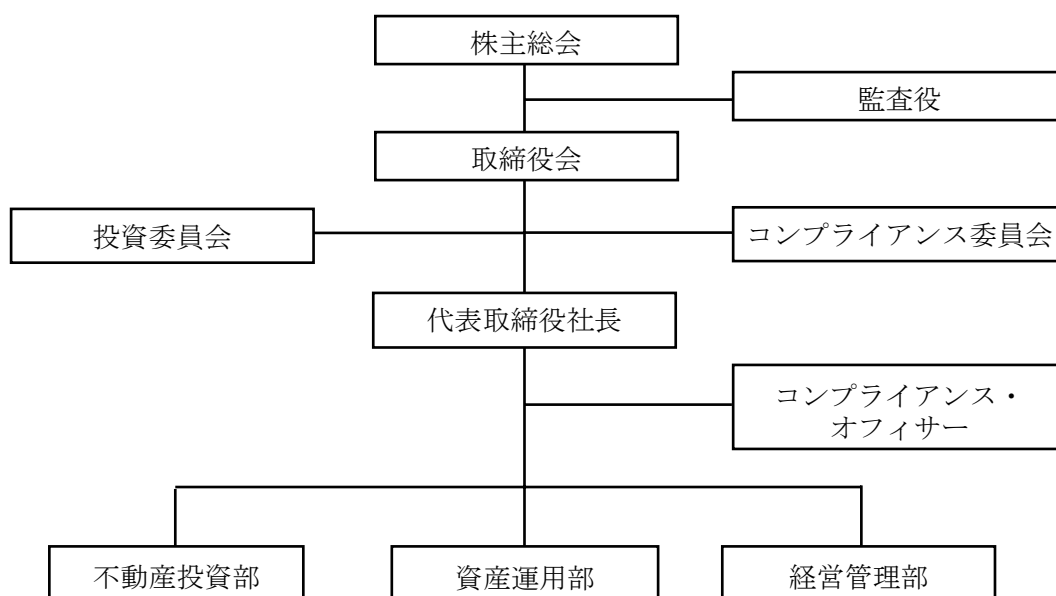 株主総会
監査役
取締役会
投資委員会
コンプライアンス委員会
代表取締役社長
コンプライアンス・
オフィサー
不動産投資部
資産運用部
経営管理部